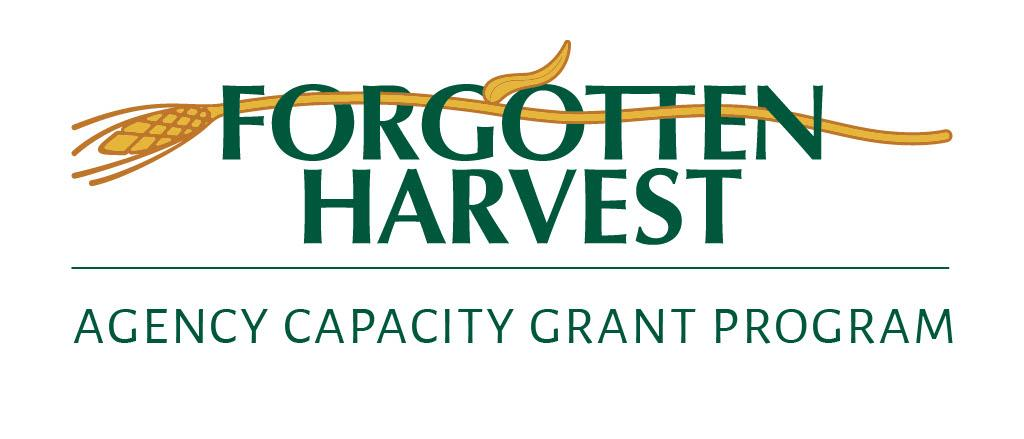 FORGOTTEN
HARVEST
AGENCY CAPACITY GRANT PROGRAM